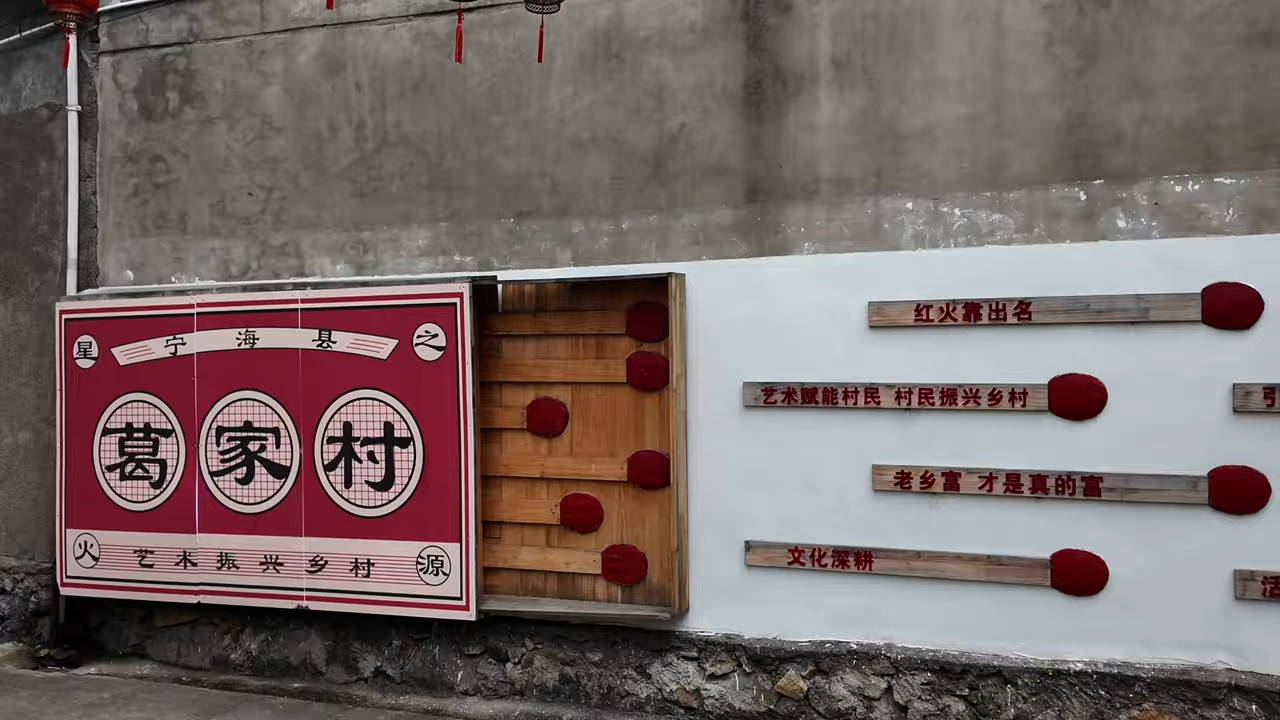 星 宁海县 之
葛家村
火 艺术振兴乡村 源
红火靠出名
艺术赋能村民 村民振兴乡村
引
老乡富 才是真的富
文化深耕
活